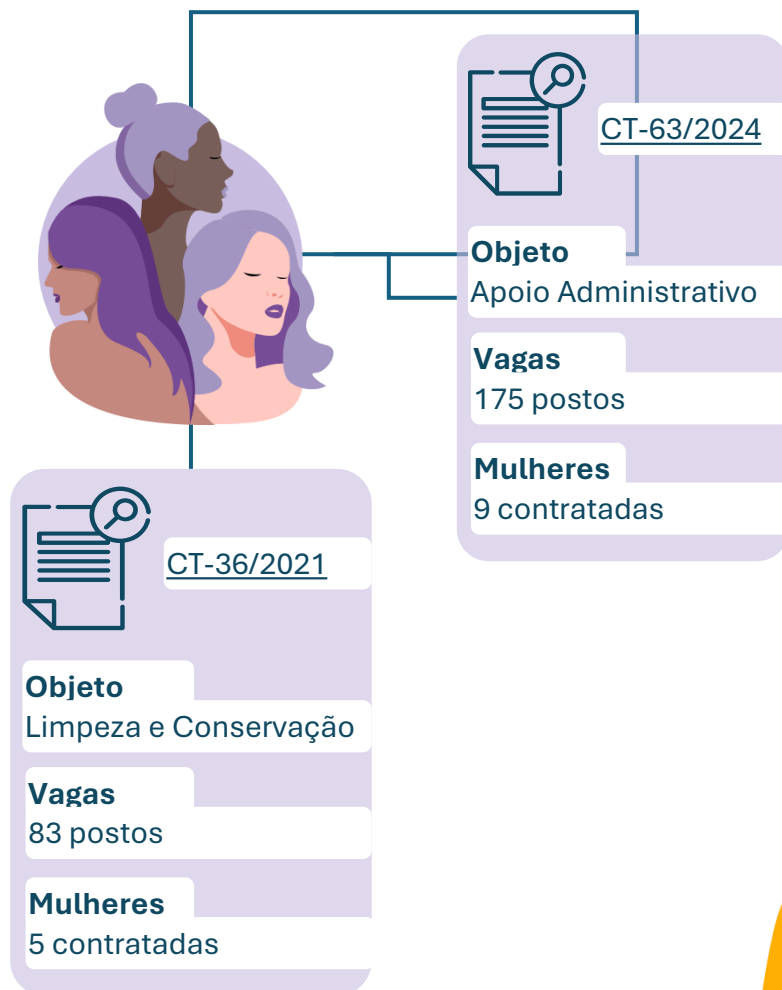 CT-63/2024
Objeto
Apoio Administrativo
Vagas
175 postos
Mulheres
9 contratadas
CT-36/2021
Objeto
Limpeza e Conservação
Vagas
83 postos
Mulheres
5 contratadas